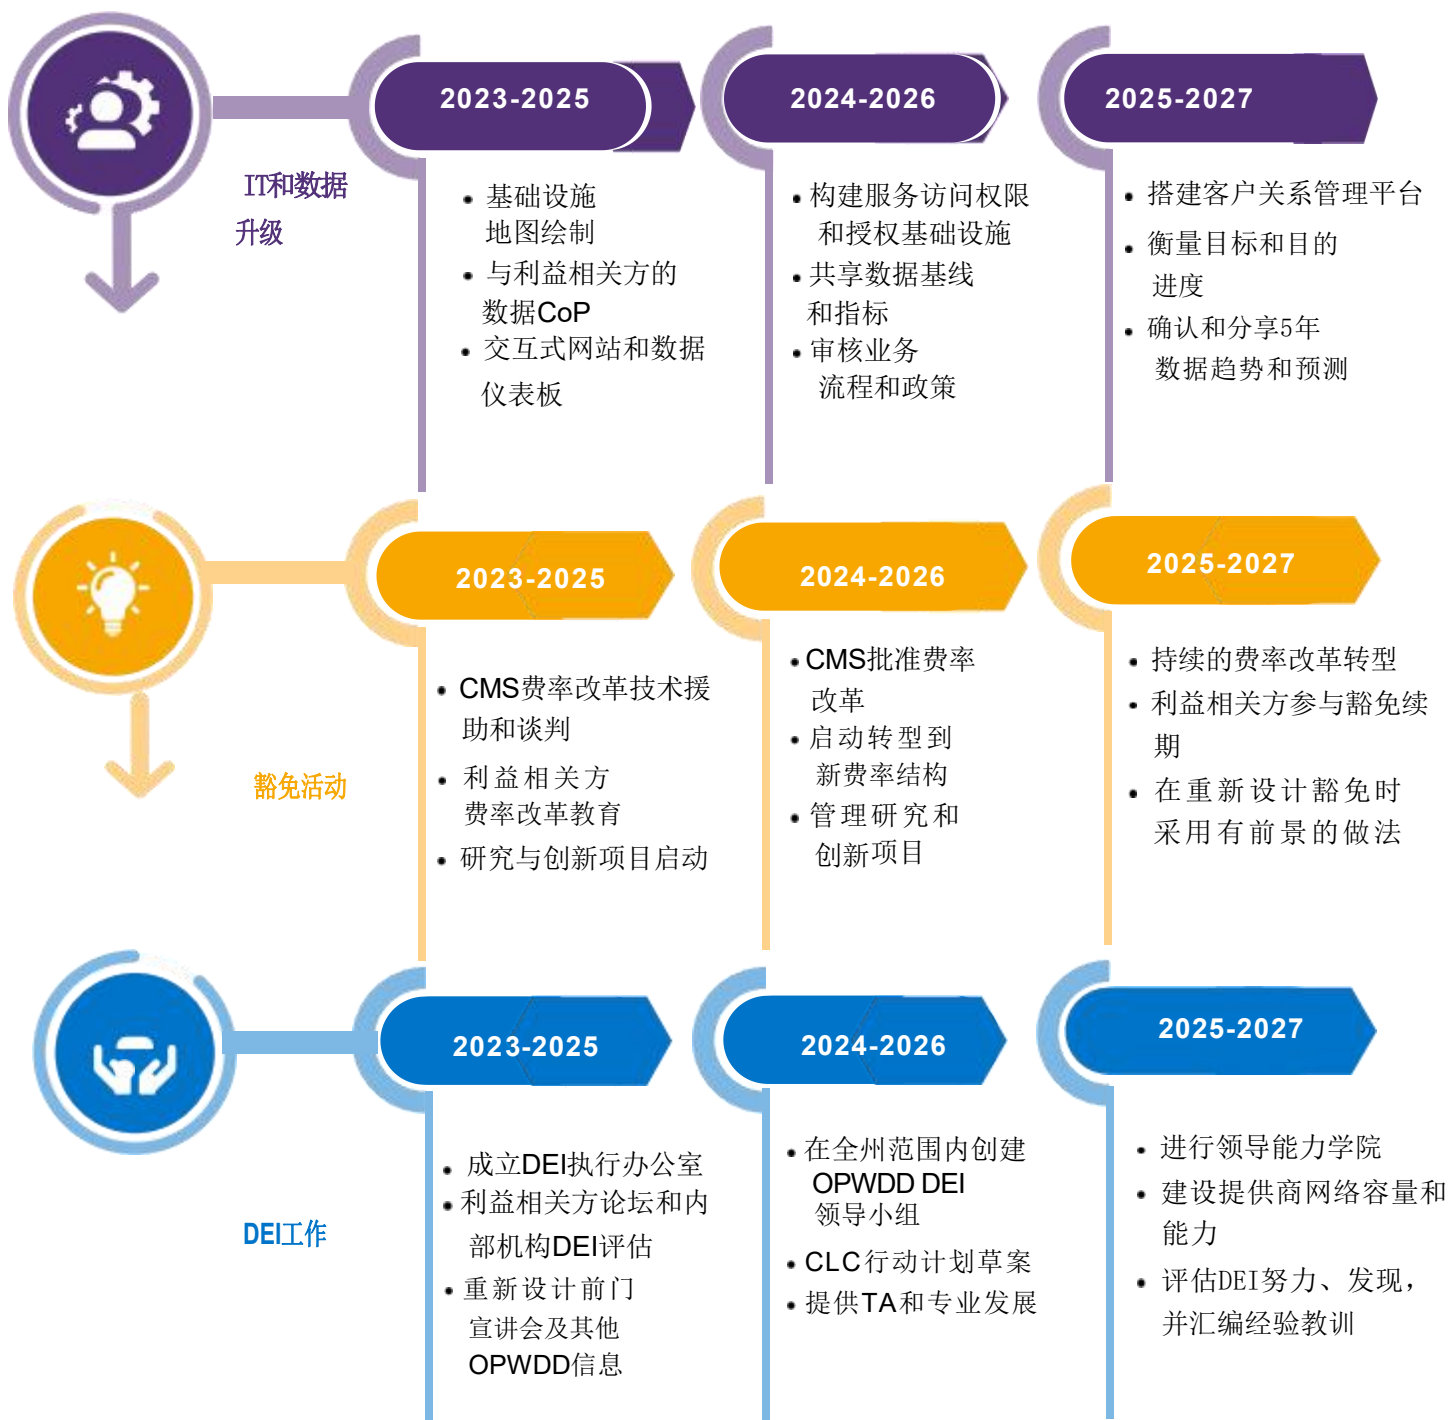 IT和数据
升级
2023-2025
基础设施
地图绘制
与利益相关方的
数据CoP
交互式网站和数据
仪表板
2024-2026
构建服务访问权限
和授权基础设施
共享数据基线
和指标
审核业务
流程和政策
2025-2027
搭建客户关系管理平台
衡量目标和目的
进度
确认和分享5年
数据趋势和预测
豁免活动
2023-2025
CMS费率改革技术援
助和谈判
利益相关方
费率改革教育
研究与创新项目启动
2024-2026
CMS批准费率
改革
启动转型到
新费率结构
管理研究和
创新项目
2025-2027
持续的费率改革转型
利益相关方参与豁免续
期
在重新设计豁免时
采用有前景的做法
DEI工作
2023-2025
成立DEI执行办公室
利益相关方论坛和内
部机构DEI评估
重新设计前门
宣讲会及其他
OPWDD信息
2024-2026
在全州范围内创建
OPWDD DEI
领导小组
CLC行动计划草案
提供TA和专业发展
2025-2027
进行领导能力学院
建设提供商网络容量和
能力
评估DEI努力、发现，
并汇编经验教训